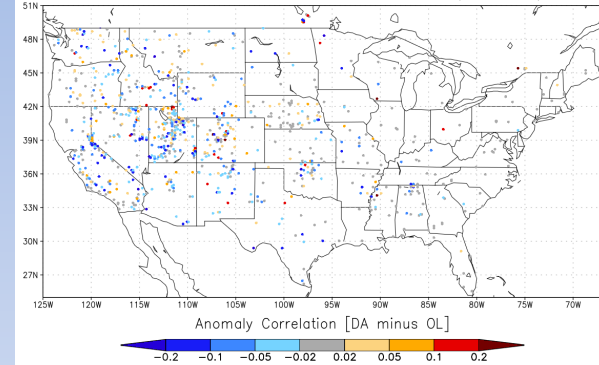 51N
48N
45N
42N
39N
36N
33N
30N
27N
125W 120W 115W 110W 105W 100W 95W 90W 85W 80W 75W 70W
Anomaly Correlation [DA minus OL]
−0.2 −0.1 −0.05 −0.02 0.02 0.05 0.1 0.2